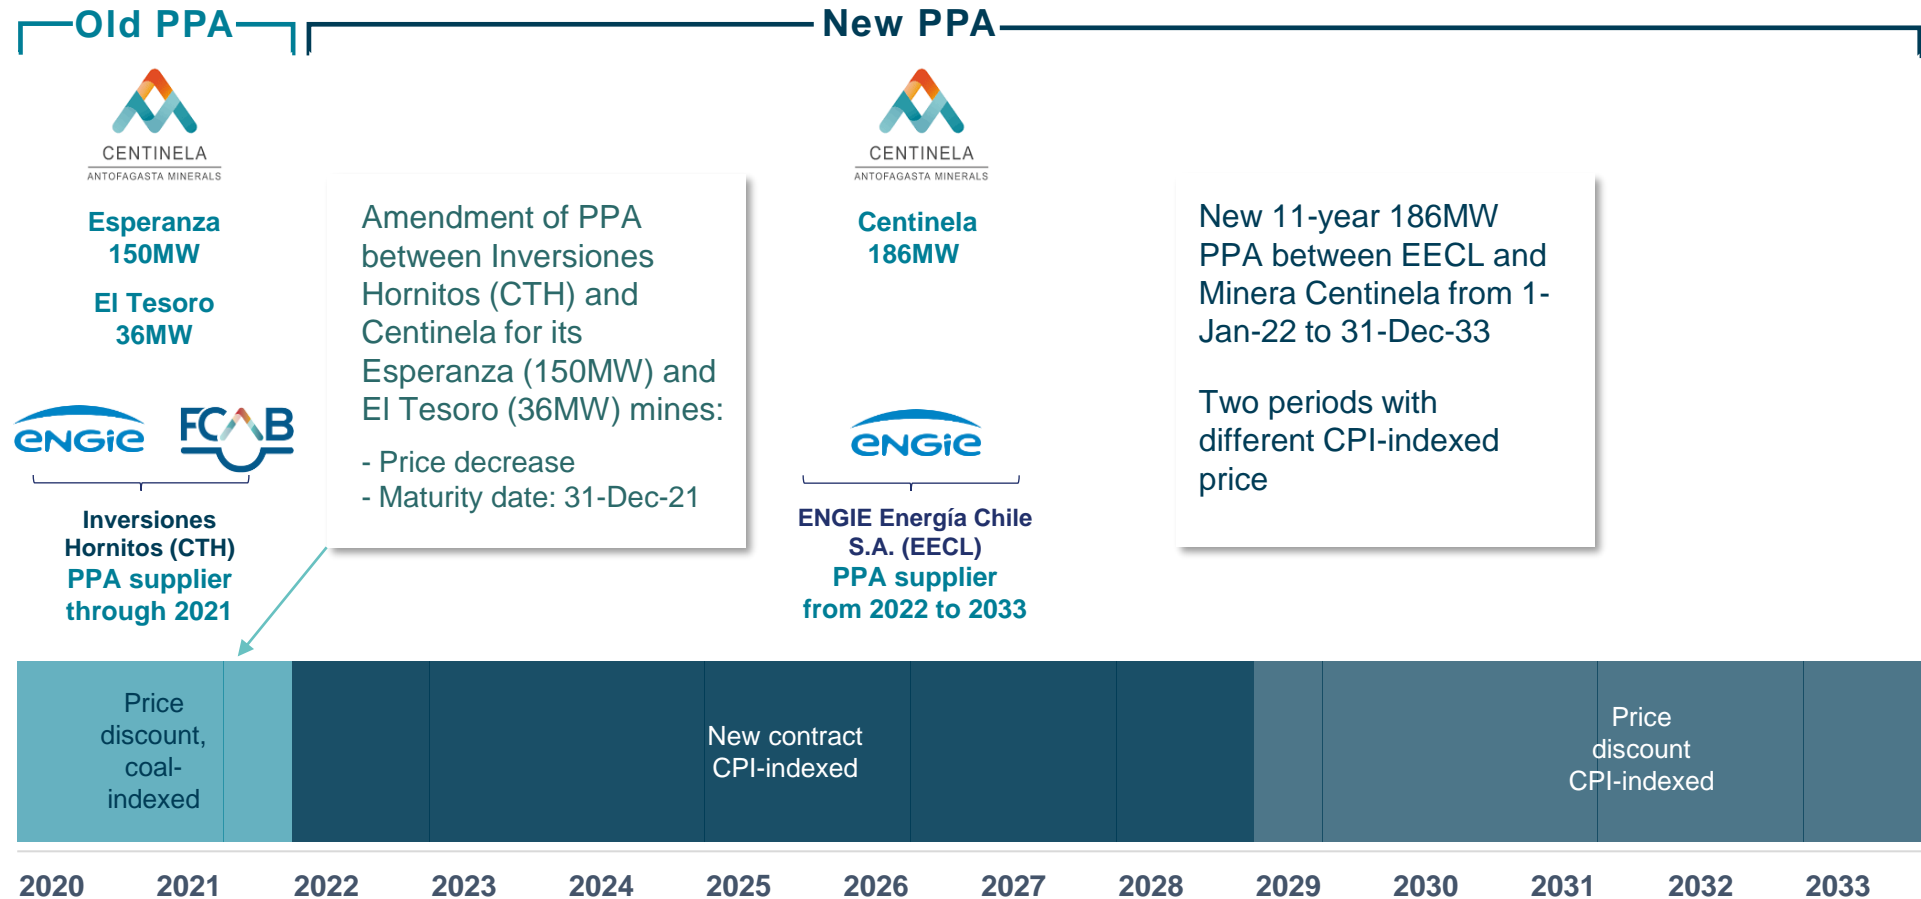 Old PPA
New PPA
CENTINELA
ANTOFAGASTA MINERALS
Esperanza
150MW
El Tesoro
36MW
ENGIE
FCAB
Inversiones
Hornitos (CTH)
PPA supplier
through 2021
Amendment of PPA
between Inversiones
Hornitos (CTH) and
Centinela for its
Esperanza (150MW) and
El Tesoro (36MW) mines:
- Price decrease
- Maturity date: 31-Dec-21
CENTINELA
ANTOFAGASTA MINERALS
Centinela
186MW
ENGIE
ENGIE Energía Chile
S.A. (EECL)
PPA supplier
from 2022 to 2033
New 11-year 186MW
PPA between EECL and
Minera Centinela from 1-
Jan-22 to 31-Dec-33
Two periods with
different CPI-indexed
price
Price
discount,
coal-
indexed
New contract
CPI-indexed
Price
discount
CPI-indexed
2020 2021 2022 2023 2024 2025 2026 2027 2028 2029 2030 2031 2032 2033